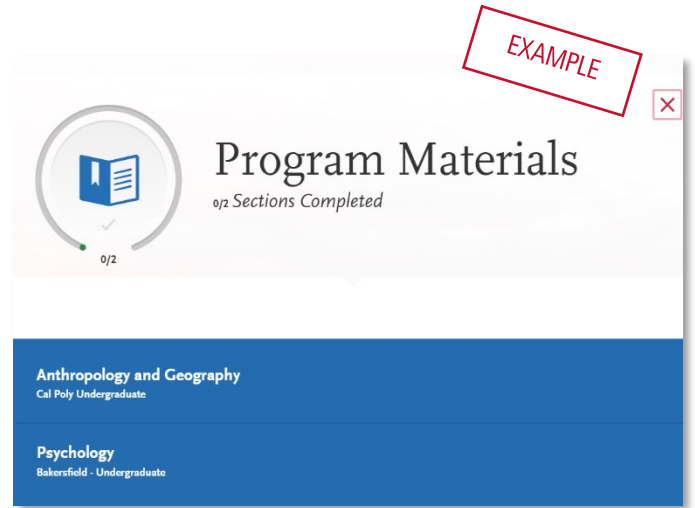 EXAMPLE
Program Materials
0/2 Sections Completed
0/2
Anthropology and Geography
Cal Poly Undergraduate
Psychology
Bakersfield - Undergraduate